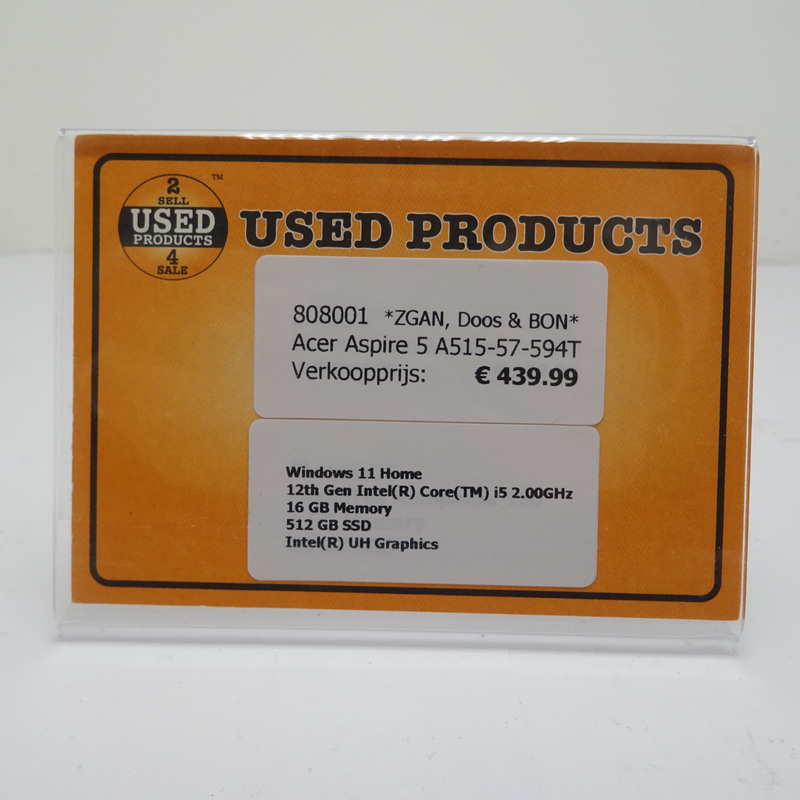 2
SELL
USED
PRODUCTS
4
SALE
TM
USED PRODUCTS
808001 *ZGAN, Doos & BON*
Acer Aspire 5 A515-57-594T
Verkoopprijs: € 439.99
Windows 11 Home
12th Gen Intel(R) Core(TM) i5 2.00GHz
16 GB Memory
512 GB SSD
Intel(R) UH Graphics